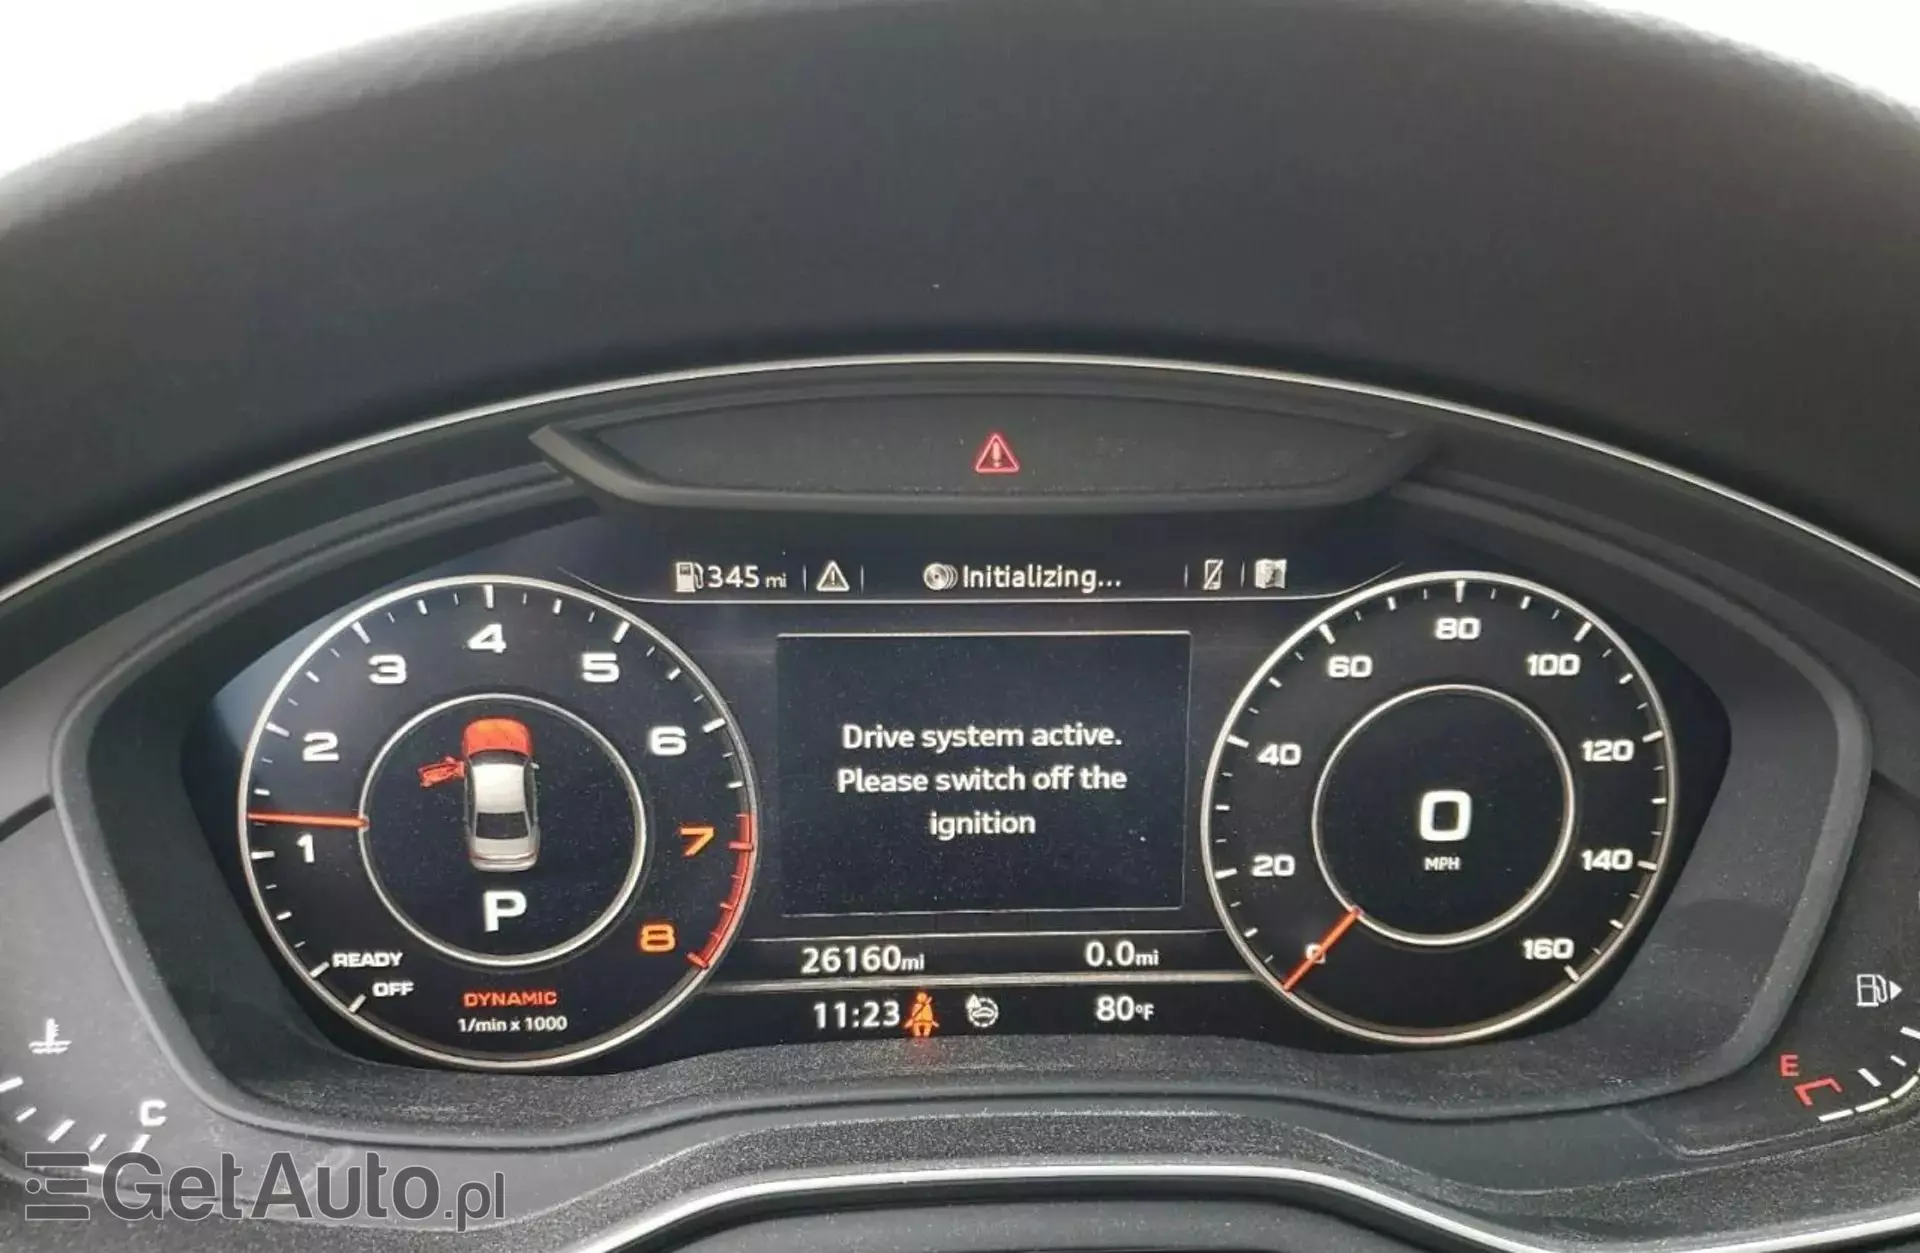 345 mi
Initializing...
4
3
5
2
6
1
7
8
P
READY
OFF
DYNAMIC
1/min x 1000
Drive system active.
Please switch off the
ignition
26160mi
0.0mi
11:23
80°F
80
60
100
40
120
20
140
0
160
0
MPH
C
E
GetAuto.pl